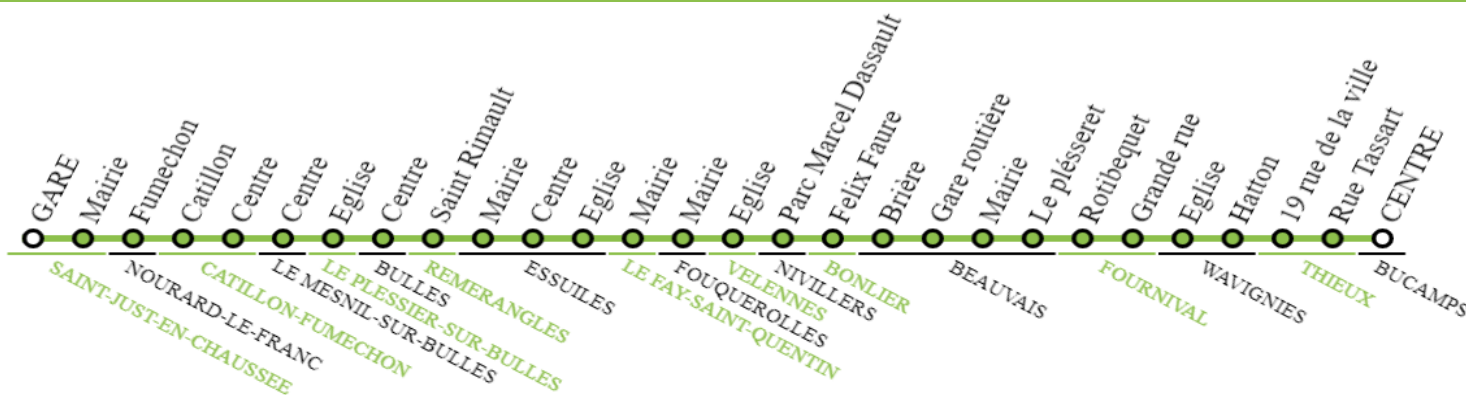 GARE
Mairie
Fumechon
Catillon
Centre
Centre
Eglise
Centre
Saint Rimault
Mairie
Centre
Eglise
Mairie
Mairie
Eglise
Parc Marcel Dassault
Felix Faure
Brière
Gare routière
Mairie
Le plésseret
Rotibequet
Grande rue
Eglise
Hatton
19 rue de la ville
Rue Tassart
CENTRE
SAINT-JUST-EN-CHAUSSEE
NOURARD-LE-FRANC
CATILLON-FUMECHON
LE MESNIL-SUR-BULLES
LE PLESSIER-SUR-BULLES
BULLES
REMERANGLES
ESSUILES
LE FAY-SAINT-QUENTIN
FOUQUEROLLES
VELENNES
NIVILLERS
BONLIER
BEAUVAIS
FOURNIVAL
WAVIGNIES
THIEUX
BUCAMPS